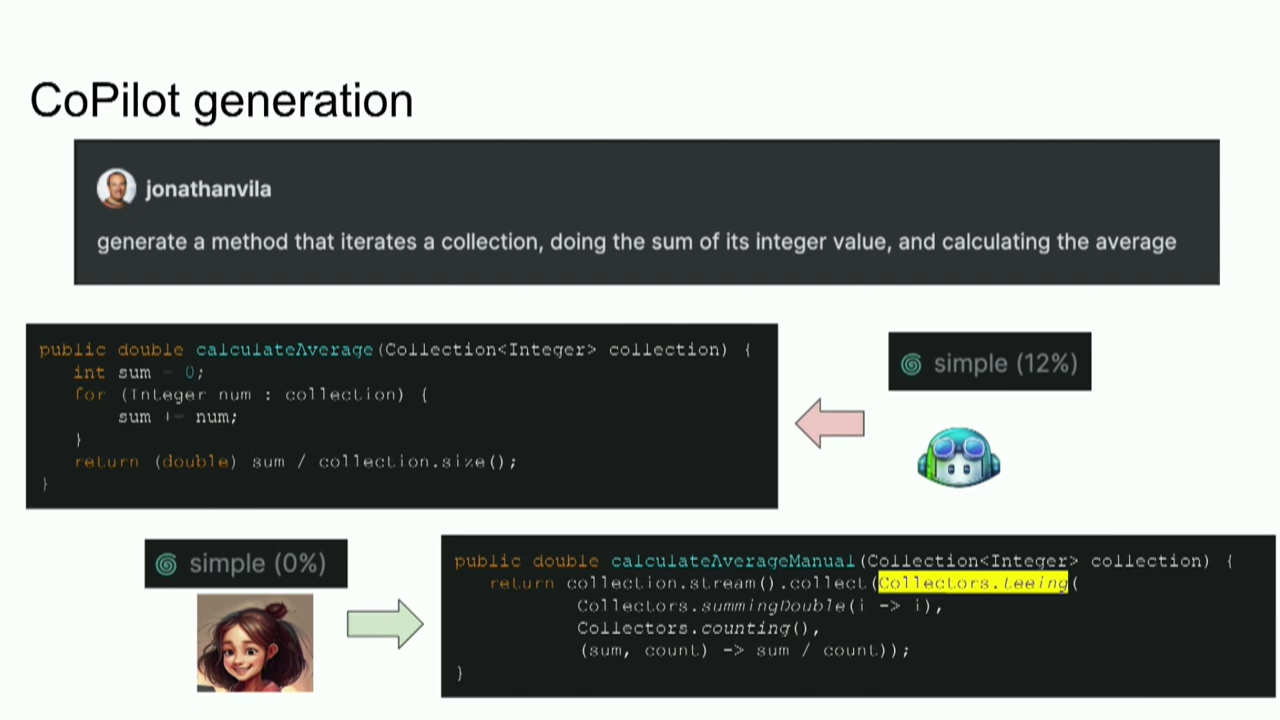 CoPilot generation
jonathanvila
generate a method that iterates a collection, doing the sum of its integer value, and calculating the average
public double calculateAverage(Collection<Integer> collection) {
int sum = 0;
for (Integer num : collection) {
sum += num;
}
return (double) sum / collection.size();
}
simple (12%)
simple (0%)
public double calculateAverageManual(Collection<Integer> collection) {
return collection.stream().collect(Collectors.teeing(
Collectors.summingDouble(i -> i),
Collectors.counting(),
(sum, count) -> sum / count));
}